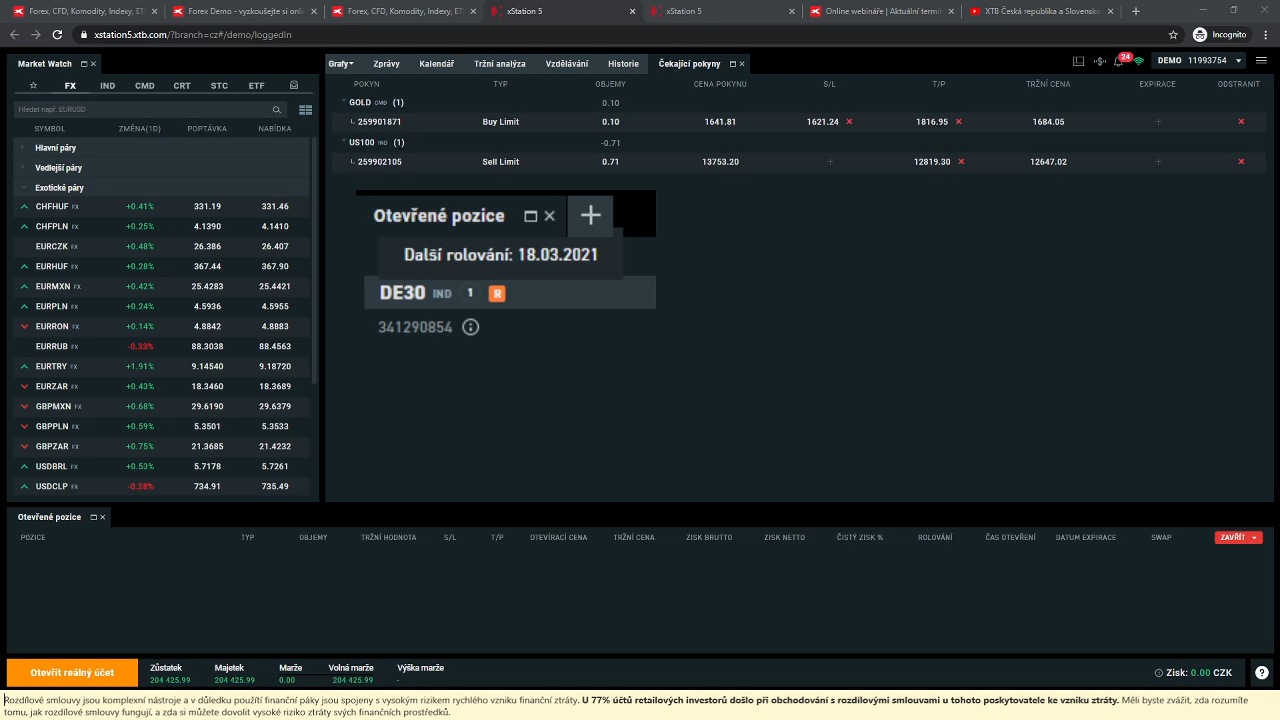 Forex, CFD, Komodity, Indexy, ET
Forex Demo - vyzkoušejte si onli
Forex, CFD, Komodity, Indexy, ET
xStation 5
xStation 5
Online webináře | Aktuální termí
XTB Česká republika a Slovensko
xstation5.xtb.com/?branch=cz#/demo/loggedIn
Incognito
Market Watch
Grafy
Zprávy
Kalendář
Tržní analýza
Vzdělávání
Historie
Čekající pokyny
24
DEMO 11993754
FX IND CMD CRT STC ETF
Hledat např. EURUSD
SYMBOL ZMĚNA(1D) POPTÁVKA NABÍDKA
Hlavní páry
Vedlejší páry
Exotické páry
CHFHUF FX +0.41% 331.19 331.46
CHFPLN FX +0.25% 4.1390 4.1410
EURCZK FX +0.48% 26.386 26.407
EURHUF FX +0.28% 367.44 367.90
EURMXN FX +0.42% 25.4283 25.4421
EURPLN FX +0.24% 4.5936 4.5955
EURRON FX +0.14% 4.8842 4.8883
EURRUB FX -0.33% 88.3038 88.4563
EURTRY FX +1.91% 9.14540 9.18720
EURZAR FX +0.43% 18.3460 18.3689
GBPMXN FX +0.68% 29.6190 29.6379
GBPPLN FX +0.59% 5.3501 5.3533
GBPZAR FX +0.75% 21.3685 21.4232
USDBRL FX +0.53% 5.7178 5.7261
USDCLP FX -0.28% 734.91 735.49
POKYN TYP OBJEMY CENA POKYNU S/L T/P TRŽNÍ CENA EXPIRACE ODSTRANIT
GOLD CMD (1) 0.10
259901871 Buy Limit 0.10 1641.81 1621.24 1816.95 1684.05
US100 IND (1) -0.71
259902105 Sell Limit 0.71 13753.20 12819.30 12647.02
Otevřené pozice
Další rolování: 18.03.2021
DE30 IND 1 R
341290854
Otevřené pozice
POZICE TYP OBJEMY TRŽNÍ HODNOTA S/L T/P OTEVÍRACÍ CENA TRŽNÍ CENA ZISK BRUTTO ZISK NETTO ČISTÝ ZISK % ROLOVÁNÍ ČAS OTEVŘENÍ DATUM EXPIRACE SWAP ZAVŘÍT
Otevřít reálný účet
Zůstatek Majetek Marže Volná marže Výška marže
204 425.99 204 425.99 0.00 204 425.99 -
Zisk: 0.00 CZK
Rozdílové smlouvy jsou komplexní nástroje a v důsledku použití finanční páky jsou spojeny s vysokým rizikem rychlého vzniku finanční ztráty. U 77% účtů retailových investorů došlo při obchodování s rozdílovými smlouvami u tohoto poskytovatele ke vzniku ztráty. Měli byste zvážit, zda rozumíte
tomu, jak rozdílové smlouvy fungují, a zda si můžete dovolit vysoké riziko ztráty svých finančních prostředků.